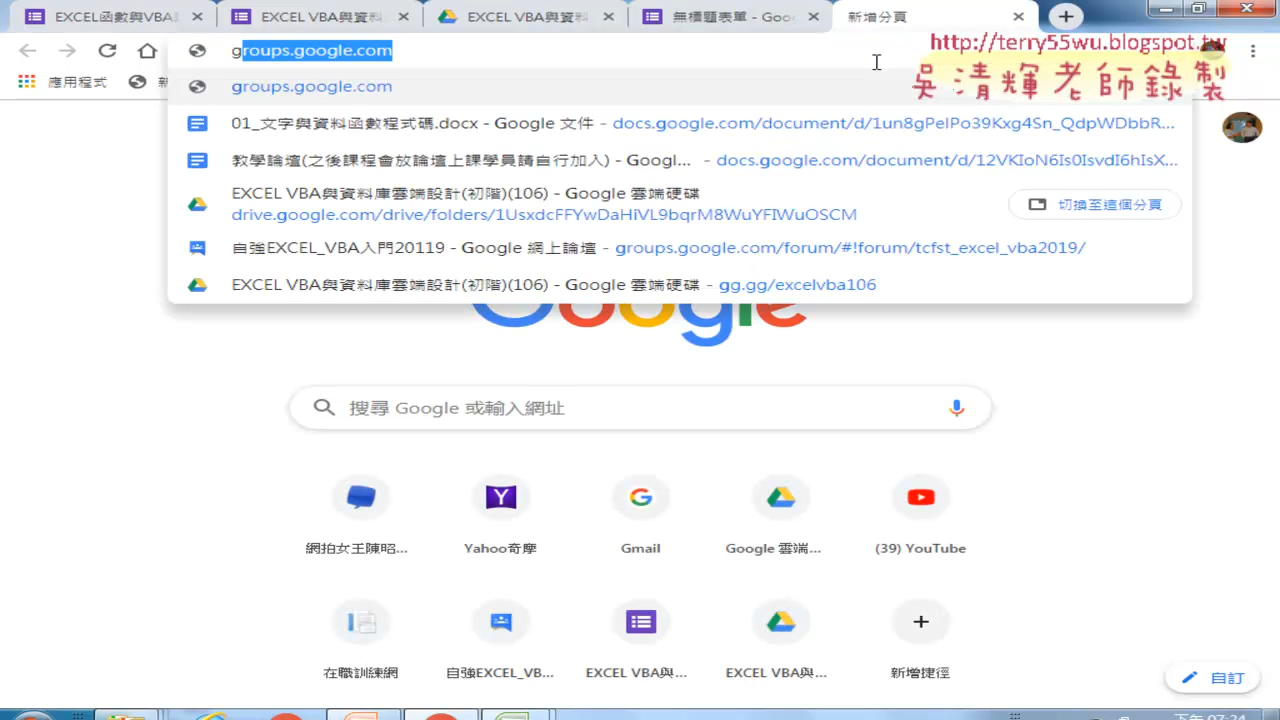 EXCEL函數與VBA
EXCEL VBA與資料
EXCEL VBA與資料
無標題表單 - Goo
新增分頁
groups.google.com
http://terry55wu.blogspot.tw
吳清輝老師錄製
應用程式
groups.google.com
01_文字與資料函數程式碼.docx - Google 文件 - docs.google.com/document/d/1un8gPelPo39Kxg4Sn_QdpWDbbR...
教學論壇(之後課程會放論壇上課學員請自行加入) - Googl... - docs.google.com/document/d/12VKIoN6Is0IsvdI6hIsX...
EXCEL VBA與資料庫雲端設計(初階)(106) - Google 雲端硬碟
drive.google.com/drive/folders/1UsxdcFFYwDaHiVL9bqrM8WuYFIWuOSCM
切換至這個分頁
自強EXCEL_VBA入門20119 - Google 網上論壇 - groups.google.com/forum/#!forum/tcfst_excel_vba2019/
EXCEL VBA與資料庫雲端設計(初階)(106) - Google 雲端硬碟 - gg.gg/excelvba106
Google
搜尋 Google 或輸入網址
網拍女王陳昭...
Yahoo奇摩
Gmail
Google 雲端...
(39) YouTube
在職訓練網
自強EXCEL_VB...
EXCEL VBA與...
EXCEL VBA與...
新增捷徑
自訂
下午 07:24